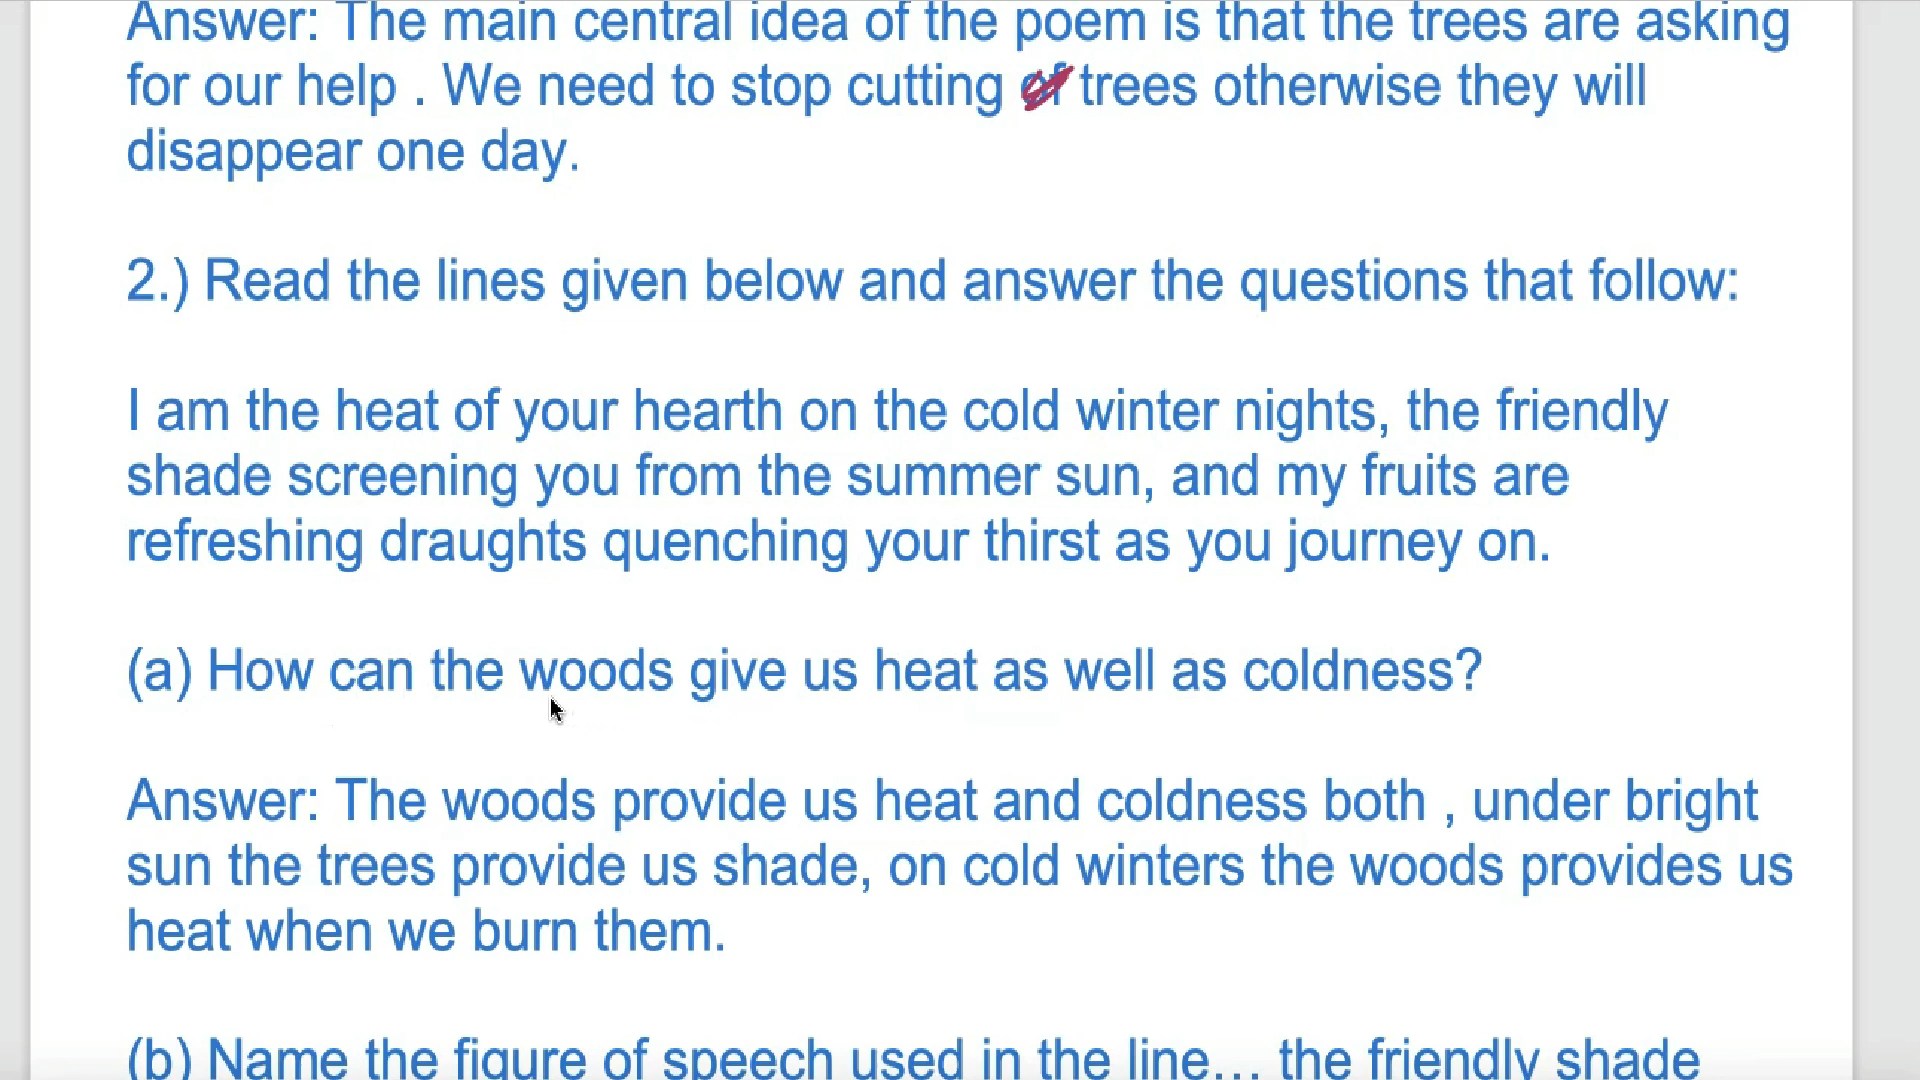 Answer: The main central idea of the poem is that the trees are asking
for our help . We need to stop cutting of trees otherwise they will
disappear one day.
2.) Read the lines given below and answer the questions that follow:
I am the heat of your hearth on the cold winter nights, the friendly
shade screening you from the summer sun, and my fruits are
refreshing draughts quenching your thirst as you journey on.
(a) How can the woods give us heat as well as coldness?
Answer: The woods provide us heat and coldness both , under bright
sun the trees provide us shade, on cold winters the woods provides us
heat when we burn them.
(b) Name the figure of speech used in the line... the friendly shade